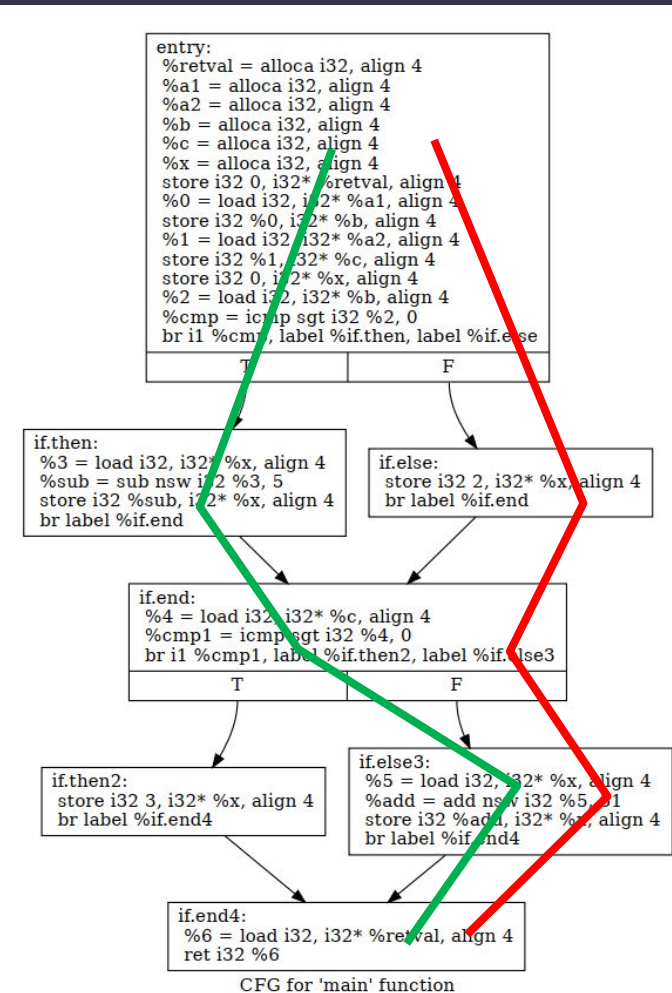 entry:
%retval = alloca i32, align 4
%a1 = alloca i32, align 4
%a2 = alloca i32, align 4
%b = alloca i32, align 4
%c = alloca i32, align 4
%x = alloca i32, align 4
store i32 0, i32* %retval, align 4
%0 = load i32, i32* %a1, align 4
store i32 %0, i32* %b, align 4
%1 = load i32, i32* %a2, align 4
store i32 %1, i32* %c, align 4
store i32 0, i32* %x, align 4
%2 = load i32, i32* %b, align 4
%cmp = icmp sgt i32 %2, 0
br i1 %cmp, label %if.then, label %if.else
T F
if.then:
%3 = load i32, i32* %x, align 4
%sub = sub nsw i32 %3, 5
store i32 %sub, i32* %x, align 4
br label %if.end
if.else:
store i32 2, i32* %x, align 4
br label %if.end
if.end:
%4 = load i32, i32* %c, align 4
%cmp1 = icmp sgt i32 %4, 0
br i1 %cmp1, label %if.then2, label %if.else3
T F
if.then2:
store i32 3, i32* %x, align 4
br label %if.end4
if.else3:
%5 = load i32, i32* %x, align 4
%add = add nsw i32 %5,
store i32 %add, i32* %x, align 4
br label %if.end4
if.end4:
%6 = load i32, i32* %retval, align 4
ret i32 %6
CFG for 'main' function